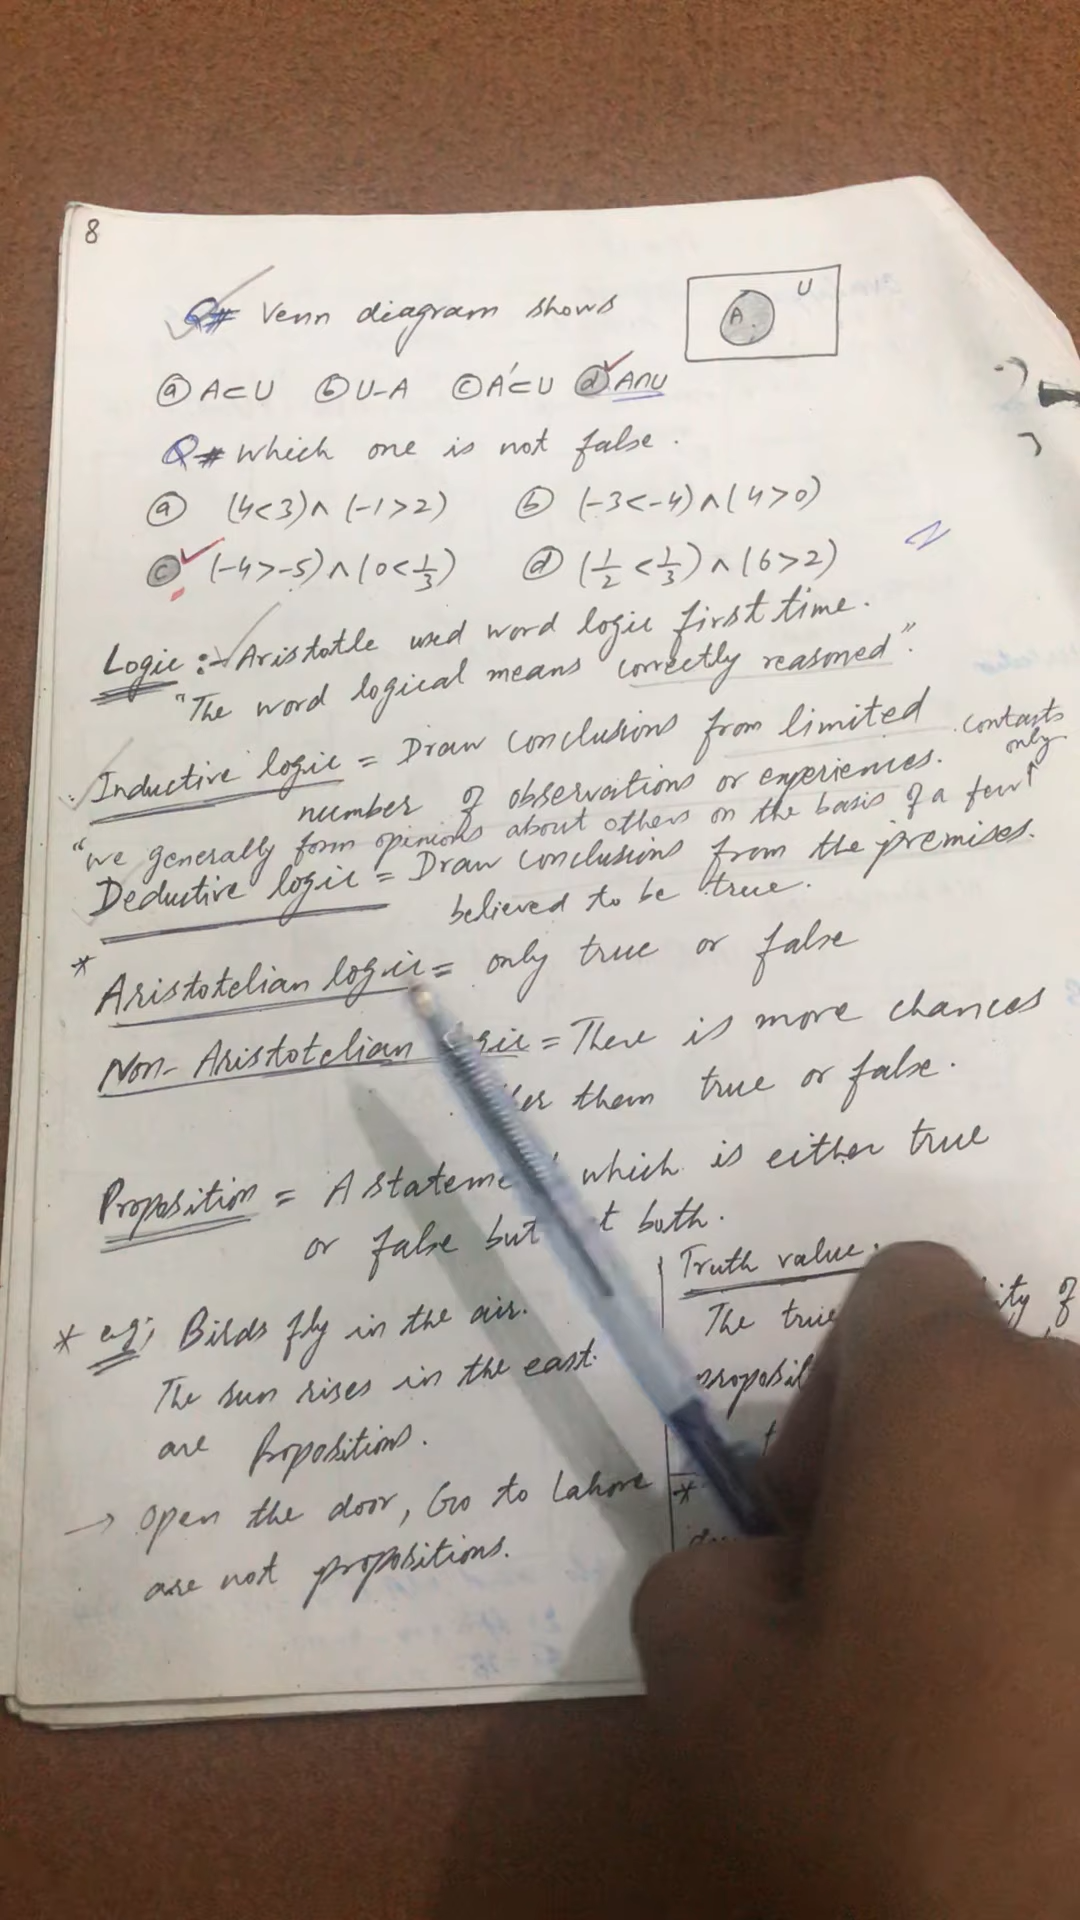 8
Q# Venn diagram shows
A U
ⓐ A⊂U ⓑ U-A ⓒ A'⊂U ⓓ A∩U
Q# which one is not false.
ⓐ (4<3)∧(-1>2) ⓑ (-3<-4)∧(4>0)
ⓒ (-4>-5)∧(0<1/3) ⓓ (1/2<1/3)∧(6>2)
Logic :- Aristotle used word logic first time.
"The word logical means correctly reasoned".
Inductive logic = Draw conclusions from limited
number of observations or experiences.
"we generally form opinions about others on the basis of a few contacts only
Deductive logic = Draw conclusions from the premises
believed to be true.
* Aristotelian logic = only true or false
Non-Aristotelian = There is more chances
them true or false.
Proposition = A which is either true
or false but both.
* eg; Birds fly in the air.
The sun rises in the east.
are Propositions.
→ Open the door, Go to Lahore
are not propositions.
Truth value.
The of
*